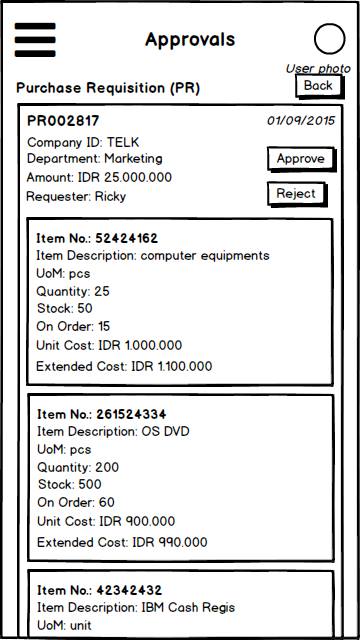 Approvals
User photo
Purchase Requisition (PR)
Back
PR002817
01/09/2015
Company ID: TELK
Department: Marketing
Approve
Amount: IDR 25.000.000
Requester: Ricky
Reject
Item No.: 52424162
Item Description: computer equipments
UoM: pcs
Quantity: 25
Stock: 50
On Order: 15
Unit Cost: IDR 1.000.000
Extended Cost: IDR 1.100.000
Item No.: 261524334
Item Description: OS DVD
UoM: pcs
Quantity: 200
Stock: 500
On Order: 60
Unit Cost: IDR 900.000
Extended Cost: IDR 990.000
Item No.: 42342432
Item Description: IBM Cash Regis
UoM: unit